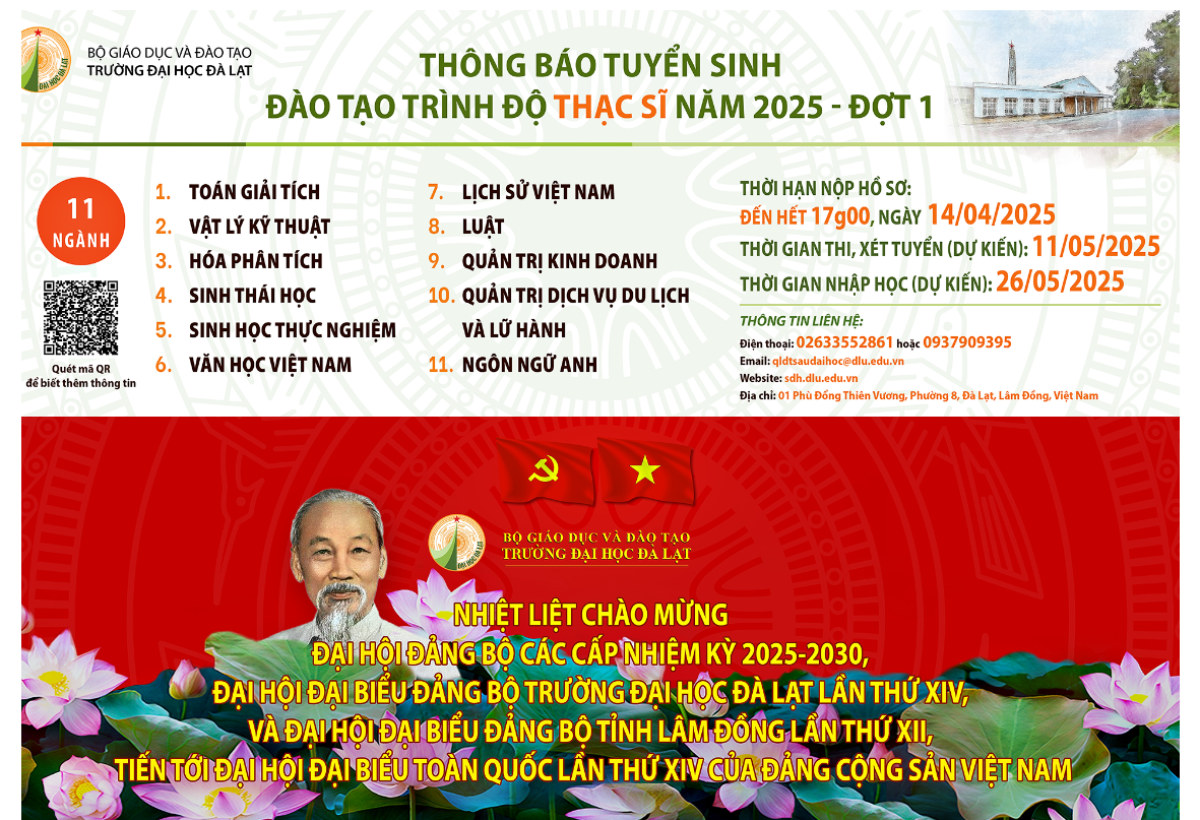 BỘ GIÁO DỤC VÀ ĐÀO TẠO
TRƯỜNG ĐẠI HỌC ĐÀ LẠT
ĐẠI HỌC ĐÀ LẠT
THÔNG BÁO TUYỂN SINH
ĐÀO TẠO TRÌNH ĐỘ THẠC SĨ NĂM 2025 - ĐỢT 1
11
NGÀNH
Quét mã QR
để biết thêm thông tin
1. TOÁN GIẢI TÍCH
2. VẬT LÝ KỸ THUẬT
3. HÓA PHÂN TÍCH
4. SINH THÁI HỌC
5. SINH HỌC THỰC NGHIỆM
6. VĂN HỌC VIỆT NAM
7. LỊCH SỬ VIỆT NAM
8. LUẬT
9. QUẢN TRỊ KINH DOANH
10. QUẢN TRỊ DỊCH VỤ DU LỊCH
VÀ LỮ HÀNH
11. NGÔN NGỮ ANH
THỜI HẠN NỘP HỒ SƠ:
ĐẾN HẾT 17g00, NGÀY 14/04/2025
THỜI GIAN THI, XÉT TUYỂN (DỰ KIẾN): 11/05/2025
THỜI GIAN NHẬP HỌC (DỰ KIẾN): 26/05/2025
THÔNG TIN LIÊN HỆ:
Điện thoại: 02633552861 hoặc 0937909395
Email: qldtsaudaihoc@dlu.edu.vn
Website: sdh.dlu.edu.vn
Địa chỉ: 01 Phù Đổng Thiên Vương, Phường 8, Đà Lạt, Lâm Đồng, Việt Nam
ĐẠI HỌC ĐÀ LẠT
BỘ GIÁO DỤC VÀ ĐÀO TẠO
TRƯỜNG ĐẠI HỌC ĐÀ LẠT
NHIỆT LIỆT CHÀO MỪNG
ĐẠI HỘI ĐẢNG BỘ CÁC CẤP NHIỆM KỲ 2025-2030,
ĐẠI HỘI ĐẠI BIỂU ĐẢNG BỘ TRƯỜNG ĐẠI HỌC ĐÀ LẠT LẦN THỨ XIV,
VÀ ĐẠI HỘI ĐẠI BIỂU ĐẢNG BỘ TỈNH LÂM ĐỒNG LẦN THỨ XII,
TIẾN TỚI ĐẠI HỘI ĐẠI BIỂU TOÀN QUỐC LẦN THỨ XIV CỦA ĐẢNG CỘNG SẢN VIỆT NAM